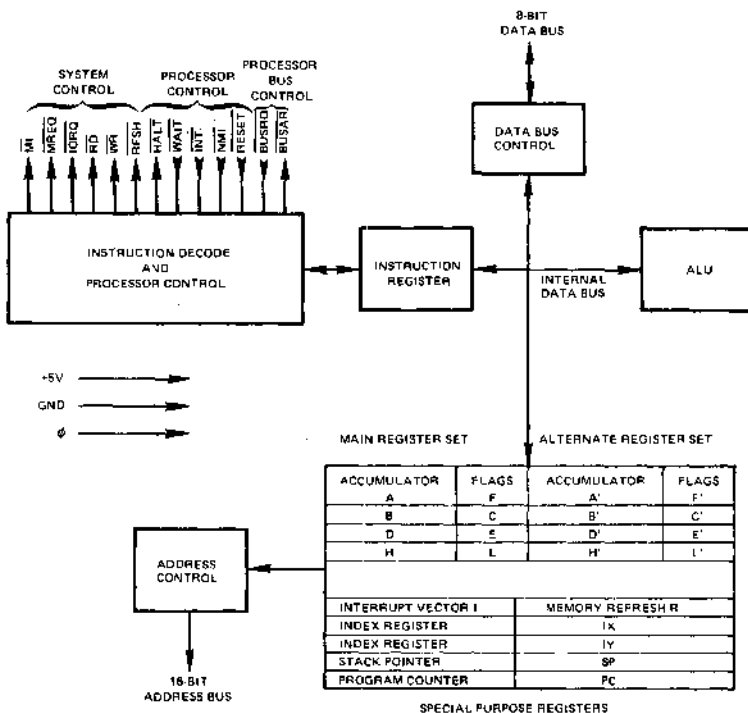 8-BIT
DATA BUS
SYSTEM
CONTROL
PROCESSOR
CONTROL
PROCESSOR
BUS
CONTROL
M1
MREQ
IORQ
RD
WR
RFSH
HALT
WAIT
INT.
NMI
RESET
BUSRQ
BUSAR
DATA BUS
CONTROL
INSTRUCTION DECODE
AND
PROCESSOR CONTROL
INSTRUCTION
REGISTER
INTERNAL
DATA BUS
ALU
+5V
GND
ϕ
MAIN REGISTER SET
ALTERNATE REGISTER SET
ACCUMULATOR FLAGS ACCUMULATOR FLAGS
A F A' F'
B C B' C'
D E D' E'
H L H' L'
ADDRESS
CONTROL
INTERRUPT VECTOR I MEMORY REFRESH R
INDEX REGISTER IX
INDEX REGISTER IY
STACK POINTER SP
PROGRAM COUNTER PC
16-BIT
ADDRESS BUS
SPECIAL PURPOSE REGISTERS